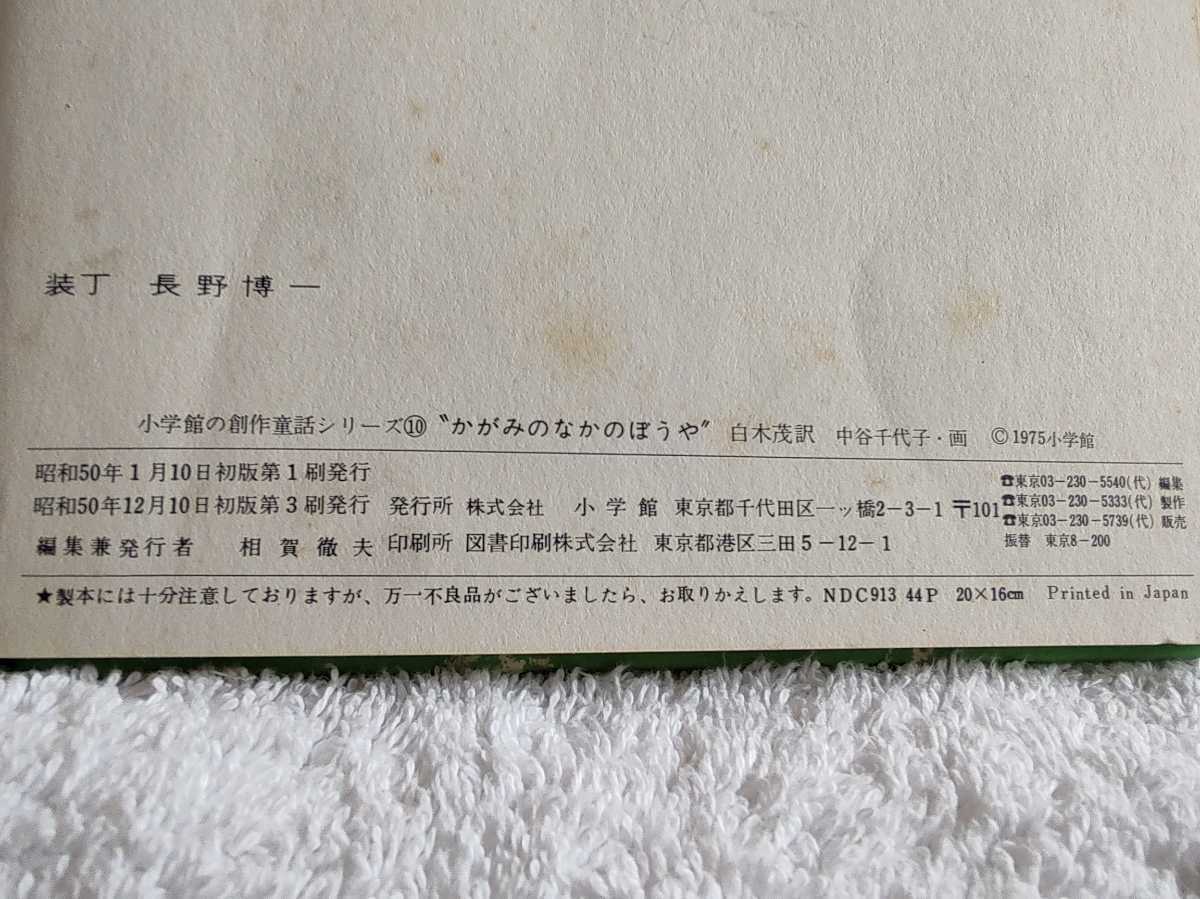 装丁 長野博一
小学館の創作童話シリーズ⑩〝かがみのなかのぼうや〟 白木茂訳 中谷千代子・画 ©1975小学館
昭和50年1月10日初版第1刷発行
昭和50年12月10日初版第3刷発行 発行所 株式会社 小学館 東京都千代田区一ッ橋2-3-1 〒101
編集兼発行者 相賀徹夫 印刷所 図書印刷株式会社 東京都港区三田5-12-1
☎東京03-230-5540(代) 編集
☎東京03-230-5333(代) 製作
☎東京03-230-5739(代) 販売
振替 東京8-200
★製本には十分注意しておりますが、万一不良品がございましたら、お取りかえします。NDC913 44P 20×16cm Printed in Japan